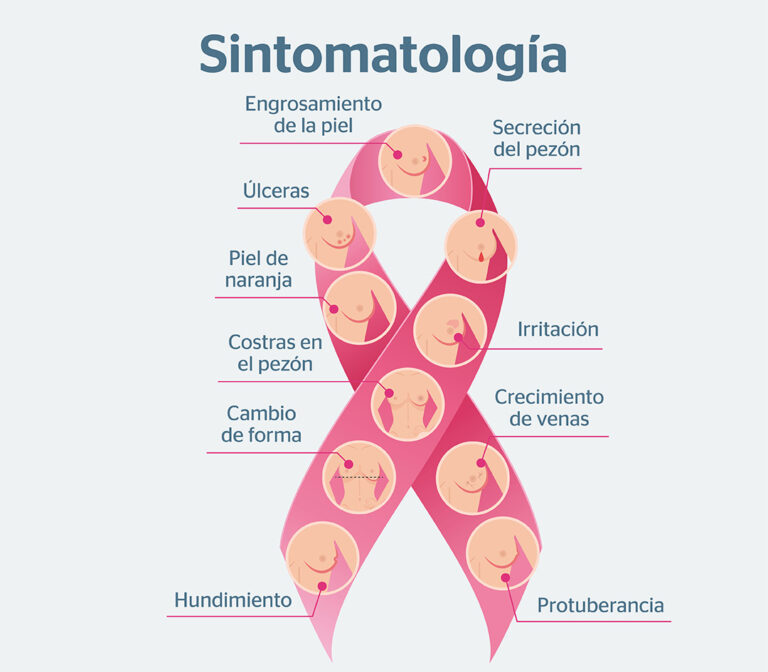 Sintomatología
Engrosamiento
de la piel
Secreción
del pezón
Úlceras
Piel de
naranja
Irritación
Costras en
el pezón
Crecimiento
de venas
Cambio
de forma
Hundimiento
Protuberancia